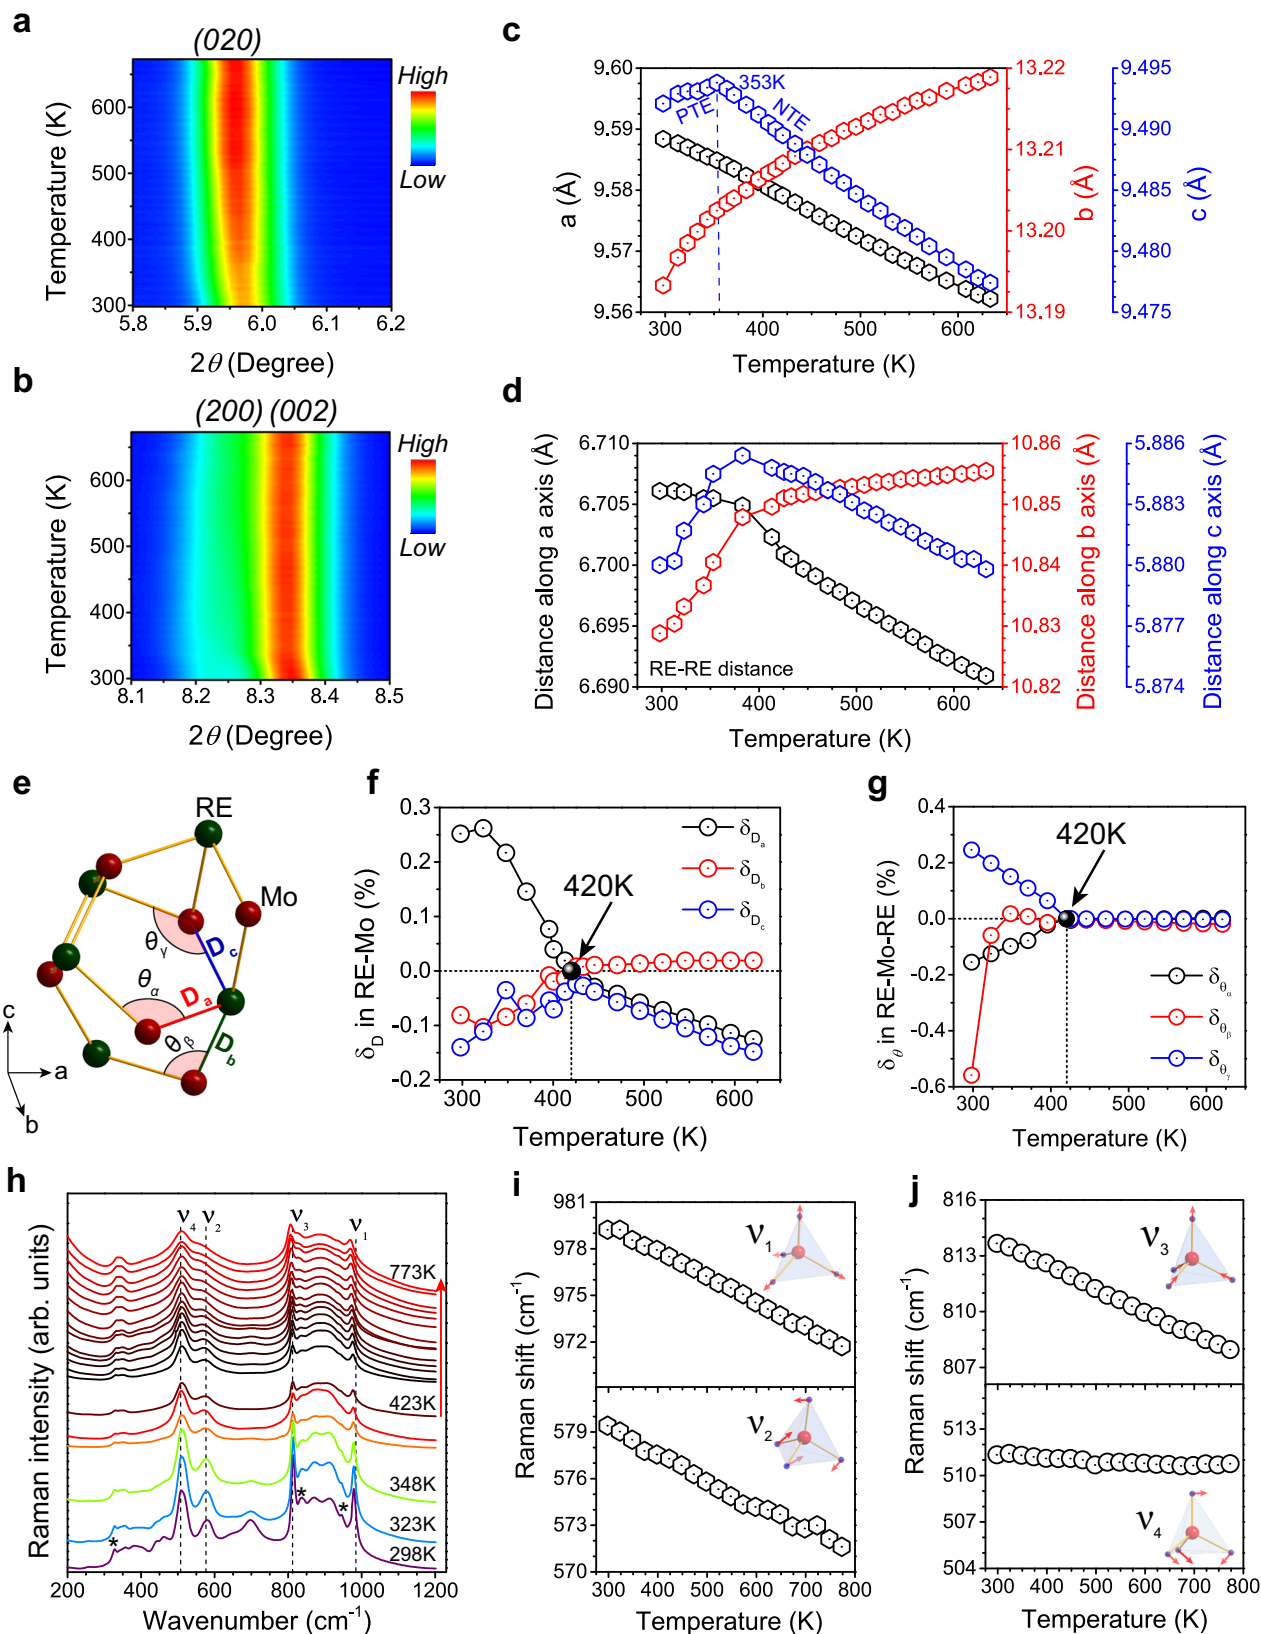 a
(020)
High
Low
Temperature (K)
600
500
400
300
5.8 5.9 6.0 6.1 6.2
2θ (Degree)
b
(200) (002)
High
Low
Temperature (K)
600
500
400
300
8.1 8.2 8.3 8.4 8.5
2θ (Degree)
c
353K
PTE
NTE
a (Å)
9.60
9.59
9.58
9.57
9.56
b (Å)
13.22
13.21
13.20
13.19
c (Å)
9.495
9.490
9.485
9.480
9.475
300 400 500 600
Temperature (K)
d
Distance along a axis (Å)
6.710
6.705
6.700
6.695
6.690
Distance along b axis (Å)
10.86
10.85
10.84
10.83
10.82
Distance along c axis (Å)
5.886
5.883
5.880
5.877
5.874
RE-RE distance
300 400 500 600
Temperature (K)
e
RE
Mo
θγ
Dc
θα
Da
θβ
Db
c
a
b
f
δD in RE-Mo (%)
0.3
0.2
0.1
0.0
-0.1
-0.2
420K
δDa
δDb
δDc
300 400 500 600
Temperature (K)
g
δθ in RE-Mo-RE (%)
0.4
0.2
0.0
-0.2
-0.4
-0.6
420K
δθα
δθβ
δθγ
300 400 500 600
Temperature (K)
h
Raman intensity (arb. units)
ν4 ν2 ν3 ν1
773K
423K
348K
323K
298K
* * *
200 400 600 800 1000 1200
Wavenumber (cm-1)
i
Raman shift (cm-1)
981
978
975
972
ν1
579
576
573
570
ν2
300 400 500 600 700 800
Temperature (K)
j
Raman shift (cm-1)
816
813
810
807
ν3
513
510
507
504
ν4
300 400 500 600 700 800
Temperature (K)